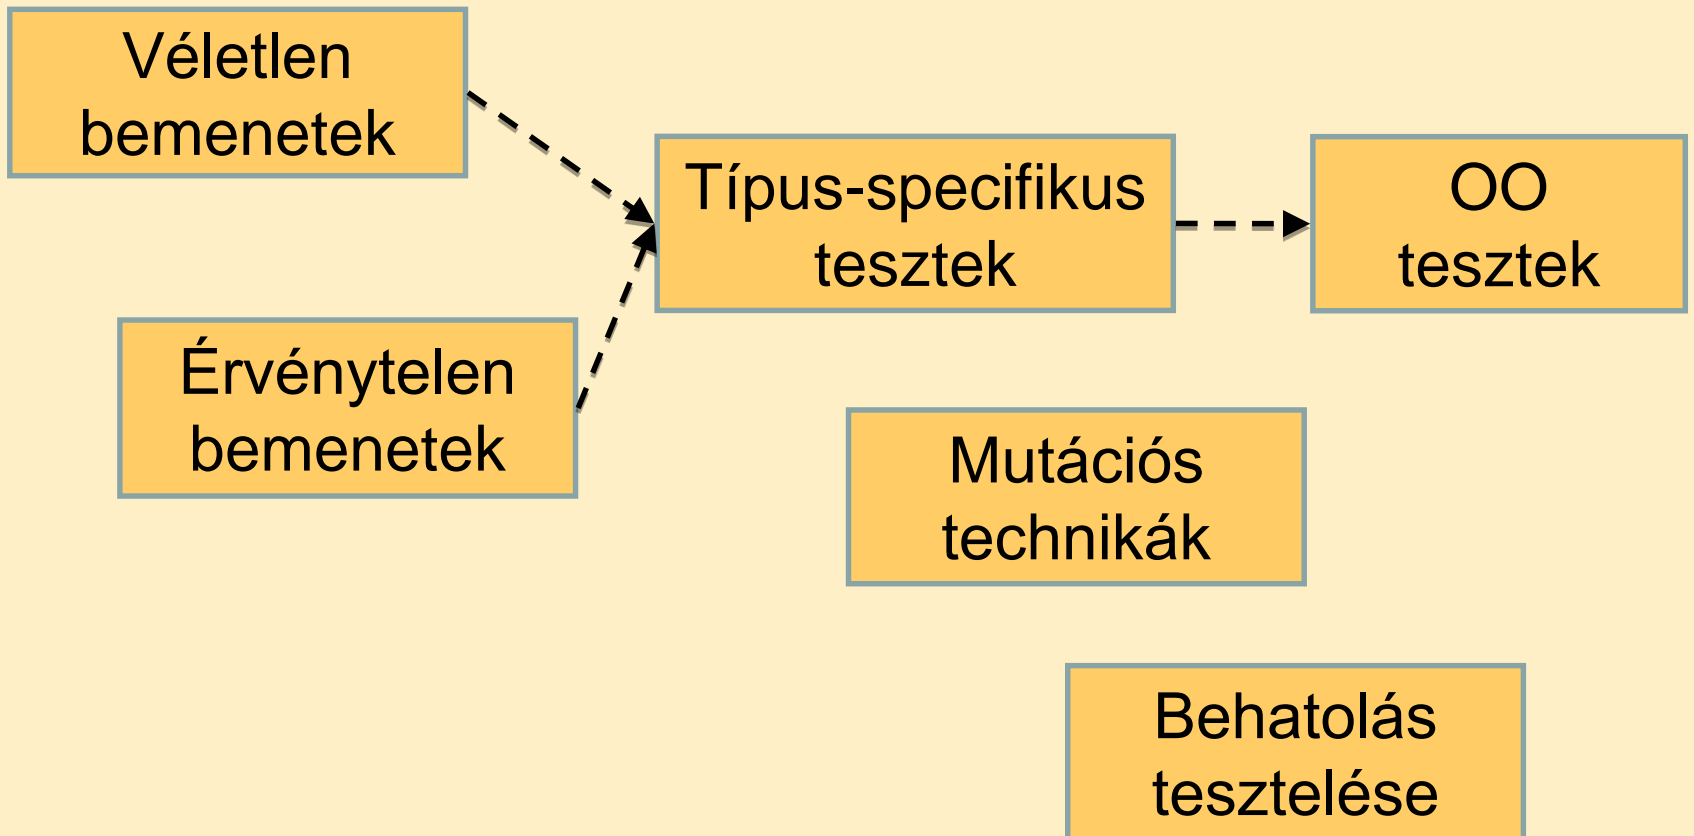 Véletlen
bemenetek
Típus-specifikus
tesztek
OO
tesztek
Érvénytelen
bemenetek
Mutációs
technikák
Behatolás
tesztelése